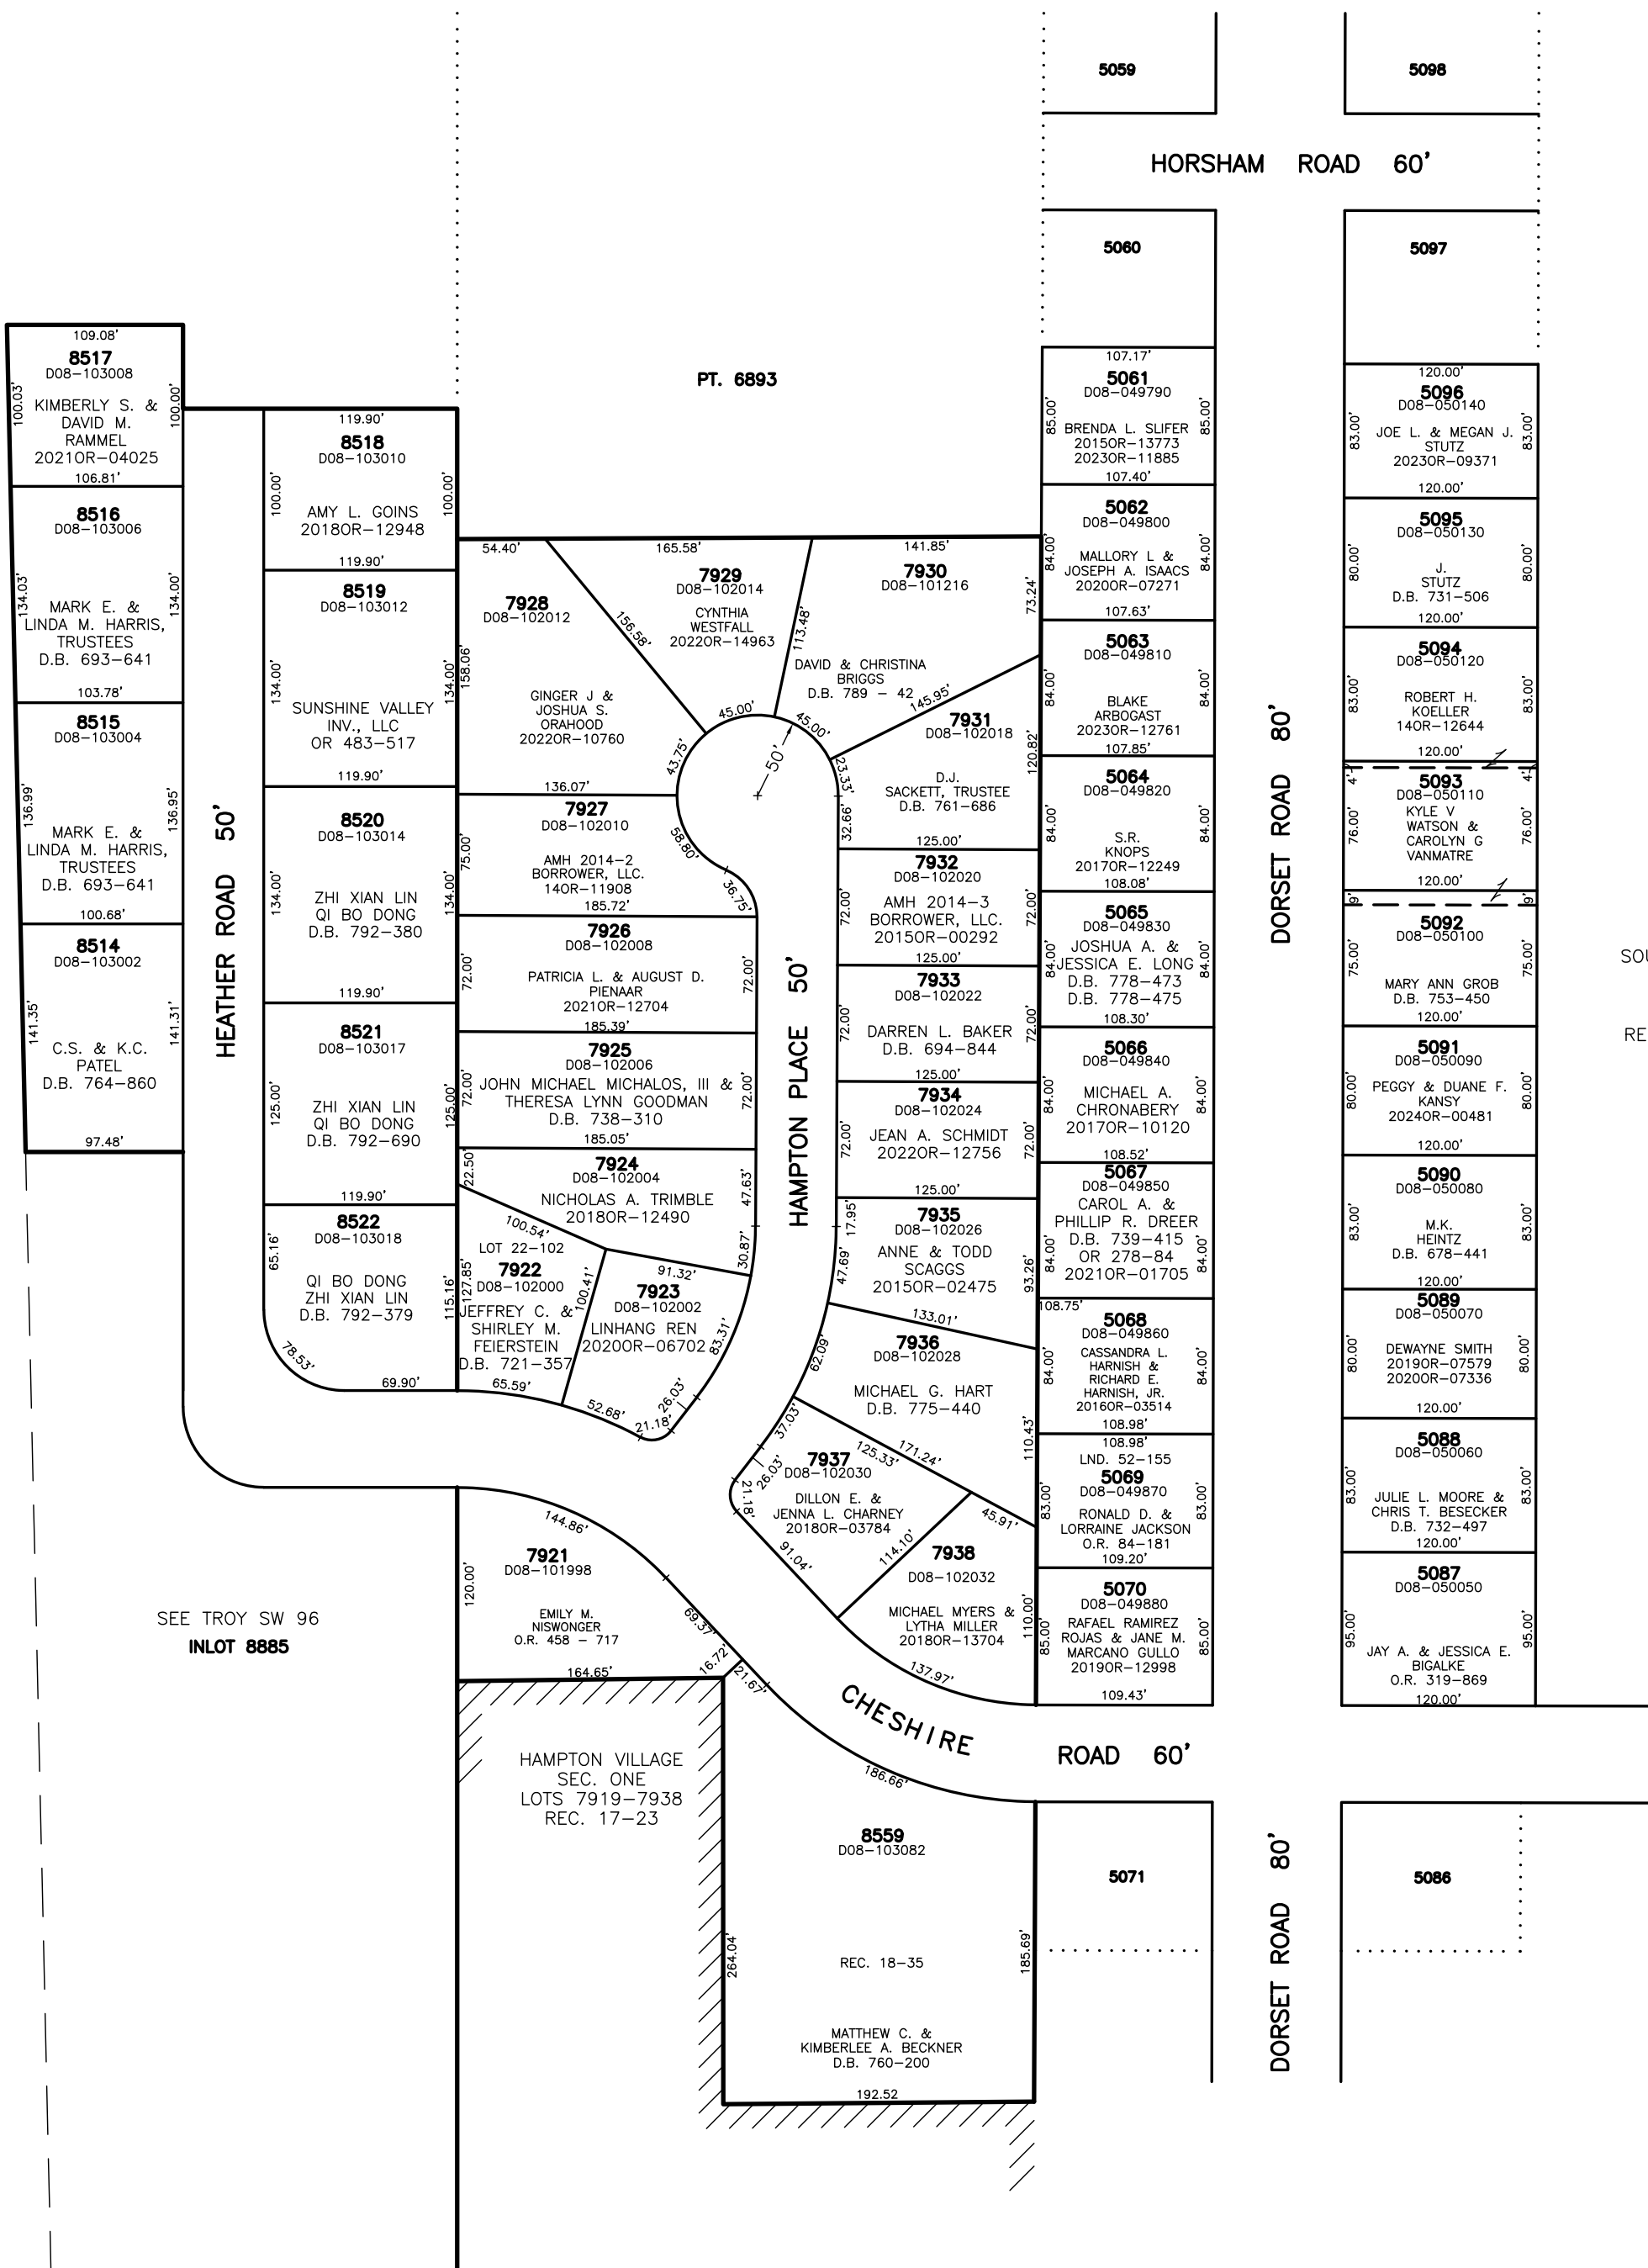 5059
5098
HORSHAM ROAD 60'
5060
5097
PT. 6893
109.08'
8517
D08-103008
100.03'
100.00'
KIMBERLY S. &
DAVID M.
RAMMEL
2021OR-04025
106.81'
8516
D08-103006
134.03'
134.00'
MARK E. &
LINDA M. HARRIS,
TRUSTEES
D.B. 693-641
103.78'
8515
D08-103004
136.99'
136.95'
MARK E. &
LINDA M. HARRIS,
TRUSTEES
D.B. 693-641
100.68'
8514
D08-103002
141.35'
141.31'
C.S. & K.C.
PATEL
D.B. 764-860
97.48'
HEATHER ROAD 50'
119.90'
8518
D08-103010
100.00'
100.00'
AMY L. GOINS
2018OR-12948
119.90'
8519
D08-103012
134.00'
134.00'
SUNSHINE VALLEY
INV., LLC
OR 483-517
119.90'
8520
D08-103014
134.00'
134.00'
ZHI XIAN LIN
QI BO DONG
D.B. 792-380
119.90'
8521
D08-103017
125.00'
125.00'
ZHI XIAN LIN
QI BO DONG
D.B. 792-690
119.90'
8522
D08-103018
65.16'
115.16'
QI BO DONG
ZHI XIAN LIN
D.B. 792-379
78.53'
69.90'
54.40'
7928
D08-102012
158.06'
156.58'
GINGER J &
JOSHUA S.
ORAHOOD
2022OR-10760
43.75'
136.07'
165.58'
7929
D08-102014
CYNTHIA
WESTFALL
2022OR-14963
113.48'
45.00'
141.85'
7930
D08-101216
73.24'
DAVID & CHRISTINA
BRIGGS
D.B. 789 - 42
145.95'
45.00'
50'
7931
D08-102018
120.82'
23.33'
32.66'
D.J.
SACKETT, TRUSTEE
D.B. 761-686
125.00'
7927
D08-102010
75.00'
58.80'
36.75'
AMH 2014-2
BORROWER, LLC.
14OR-11908
185.72'
7926
D08-102008
72.00'
72.00'
PATRICIA L. & AUGUST D.
PIENAAR
2021OR-12704
185.39'
7925
D08-102006
72.00'
72.00'
JOHN MICHAEL MICHALOS, III &
THERESA LYNN GOODMAN
D.B. 738-310
185.05'
7924
D08-102004
22.50'
47.63'
30.87'
NICHOLAS A. TRIMBLE
2018OR-12490
100.54'
91.32'
LOT 22-102
7922
D08-102000
127.85'
100.41'
JEFFREY C. &
SHIRLEY M.
FEIERSTEIN
D.B. 721-357
65.59'
7923
D08-102002
LINHANG REN
2020OR-06702
83.31'
26.03'
52.68'
21.18'
HAMPTON PLACE 50'
7932
D08-102020
72.00'
72.00'
AMH 2014-3
BORROWER, LLC.
2015OR-00292
125.00'
7933
D08-102022
72.00'
72.00'
DARREN L. BAKER
D.B. 694-844
125.00'
7934
D08-102024
72.00'
72.00'
JEAN A. SCHMIDT
2022OR-12756
125.00'
7935
D08-102026
17.95'
47.69'
93.26'
ANNE & TODD
SCAGGS
2015OR-02475
133.01'
7936
D08-102028
62.09'
110.43'
MICHAEL G. HART
D.B. 775-440
171.24'
125.33'
7937
D08-102030
37.03'
26.03'
21.18'
DILLON E. &
JENNA L. CHARNEY
2018OR-03784
91.04'
114.10'
45.91'
7938
D08-102032
110.00'
MICHAEL MYERS &
LYTHA MILLER
2018OR-13704
137.97'
144.86'
7921
D08-101998
120.00'
EMILY M.
NISWONGER
O.R. 458 - 717
69.37'
16.72'
21.67'
164.65'
SEE TROY SW 96
INLOT 8885
HAMPTON VILLAGE
SEC. ONE
LOTS 7919-7938
REC. 17-23
CHESHIRE ROAD 60'
186.66'
8559
D08-103082
264.04'
185.69'
REC. 18-35
MATTHEW C. &
KIMBERLEE A. BECKNER
D.B. 760-200
192.52
107.17'
5061
D08-049790
85.00'
85.00'
BRENDA L. SLIFER
2015OR-13773
2023OR-11885
107.40'
5062
D08-049800
84.00'
84.00'
MALLORY L &
JOSEPH A. ISAACS
2020OR-07271
107.63'
5063
D08-049810
84.00'
84.00'
BLAKE
ARBOGAST
2023OR-12761
107.85'
5064
D08-049820
84.00'
84.00'
S.R.
KNOPS
2017OR-12249
108.08'
5065
D08-049830
84.00'
84.00'
JOSHUA A. &
JESSICA E. LONG
D.B. 778-473
D.B. 778-475
108.30'
5066
D08-049840
84.00'
84.00'
MICHAEL A.
CHRONABERY
2017OR-10120
108.52'
5067
D08-049850
84.00'
84.00'
CAROL A. &
PHILLIP R. DREER
D.B. 739-415
OR 278-84
2021OR-01705
108.75'
5068
D08-049860
84.00'
84.00'
CASSANDRA L.
HARNISH &
RICHARD E.
HARNISH, JR.
2016OR-03514
108.98'
108.98'
LND. 52-155
5069
D08-049870
83.00'
83.00'
RONALD D. &
LORRAINE JACKSON
O.R. 84-181
109.20'
5070
D08-049880
85.00'
85.00'
RAFAEL RAMIREZ
ROJAS & JANE M.
MARCANO GULLO
2019OR-12998
109.43'
5071
DORSET ROAD 80'
DORSET ROAD 80'
120.00'
5096
D08-050140
83.00'
83.00'
JOE L. & MEGAN J.
STUTZ
2023OR-09371
120.00'
5095
D08-050130
80.00'
80.00'
J.
STUTZ
D.B. 731-506
120.00'
5094
D08-050120
83.00'
83.00'
ROBERT H.
KOELLER
14OR-12644
120.00'
4'
4'
5093
D08-050110
76.00'
76.00'
KYLE V
WATSON &
CAROLYN G
VANMATRE
120.00'
9'
9'
5092
D08-050100
75.00'
75.00'
MARY ANN GROB
D.B. 753-450
120.00'
5091
D08-050090
80.00'
80.00'
PEGGY & DUANE F.
KANSY
2024OR-00481
120.00'
5090
D08-050080
83.00'
83.00'
M.K.
HEINTZ
D.B. 678-441
120.00'
5089
D08-050070
80.00'
80.00'
DEWAYNE SMITH
2019OR-07579
2020OR-07336
120.00'
5088
D08-050060
83.00'
83.00'
JULIE L. MOORE &
CHRIS T. BESECKER
D.B. 732-497
120.00'
5087
D08-050050
95.00'
95.00'
JAY A. & JESSICA E.
BIGALKE
O.R. 319-869
120.00'
5086
SOU
RE